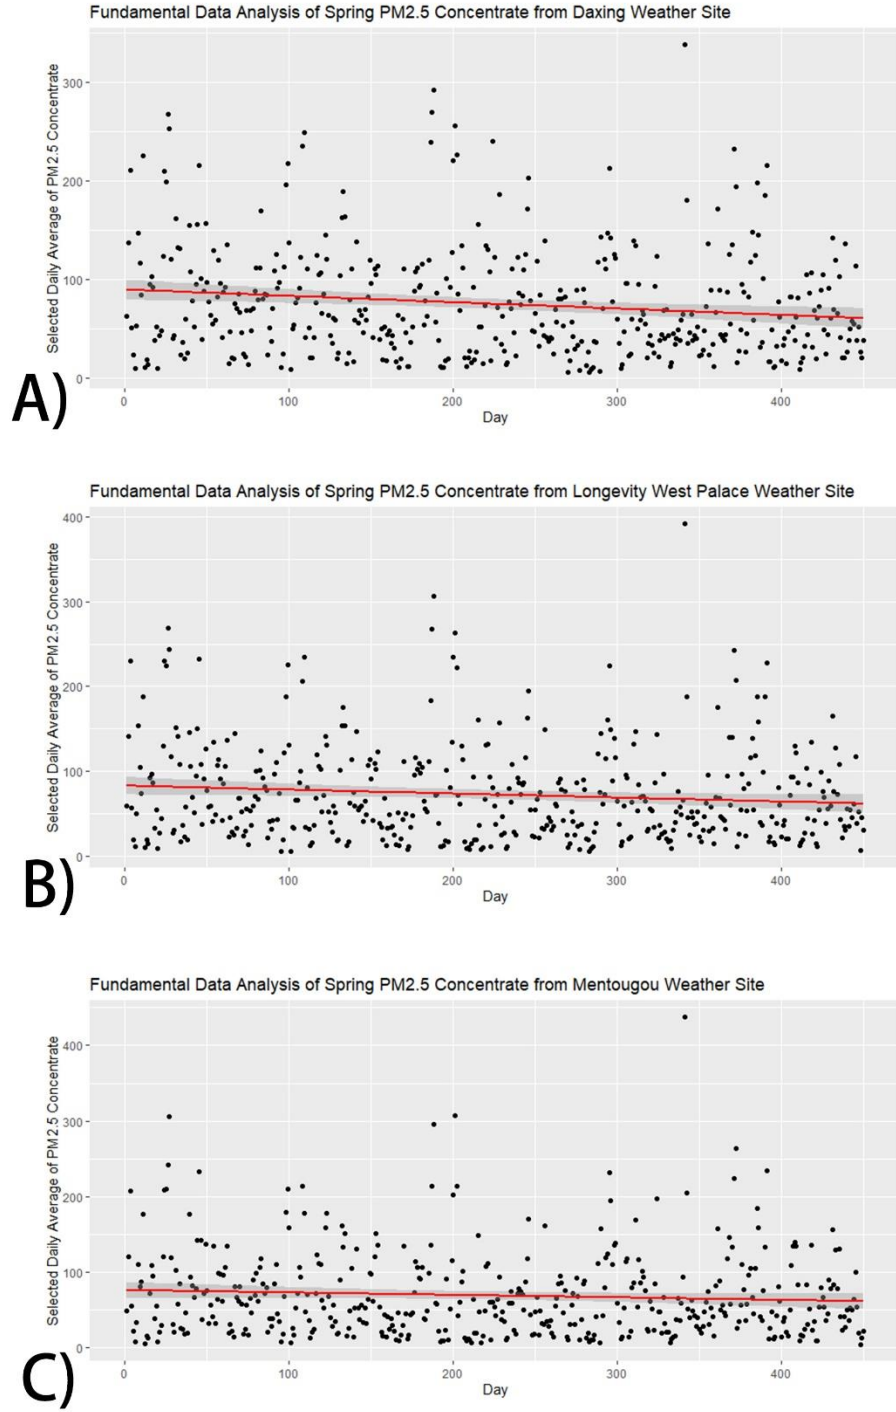 Fundamental Data Analysis of Spring PM2.5 Concentrate from Daxing Weather Site
Selected Daily Average of PM2.5 Concentrate
300
200
100
0
0 100 200 300 400
Day
A)
Fundamental Data Analysis of Spring PM2.5 Concentrate from Longevity West Palace Weather Site
Selected Daily Average of PM2.5 Concentrate
400
300
200
100
0
0 100 200 300 400
Day
B)
Fundamental Data Analysis of Spring PM2.5 Concentrate from Mentougou Weather Site
Selected Daily Average of PM2.5 Concentrate
400
300
200
100
0
0 100 200 300 400
Day
C)